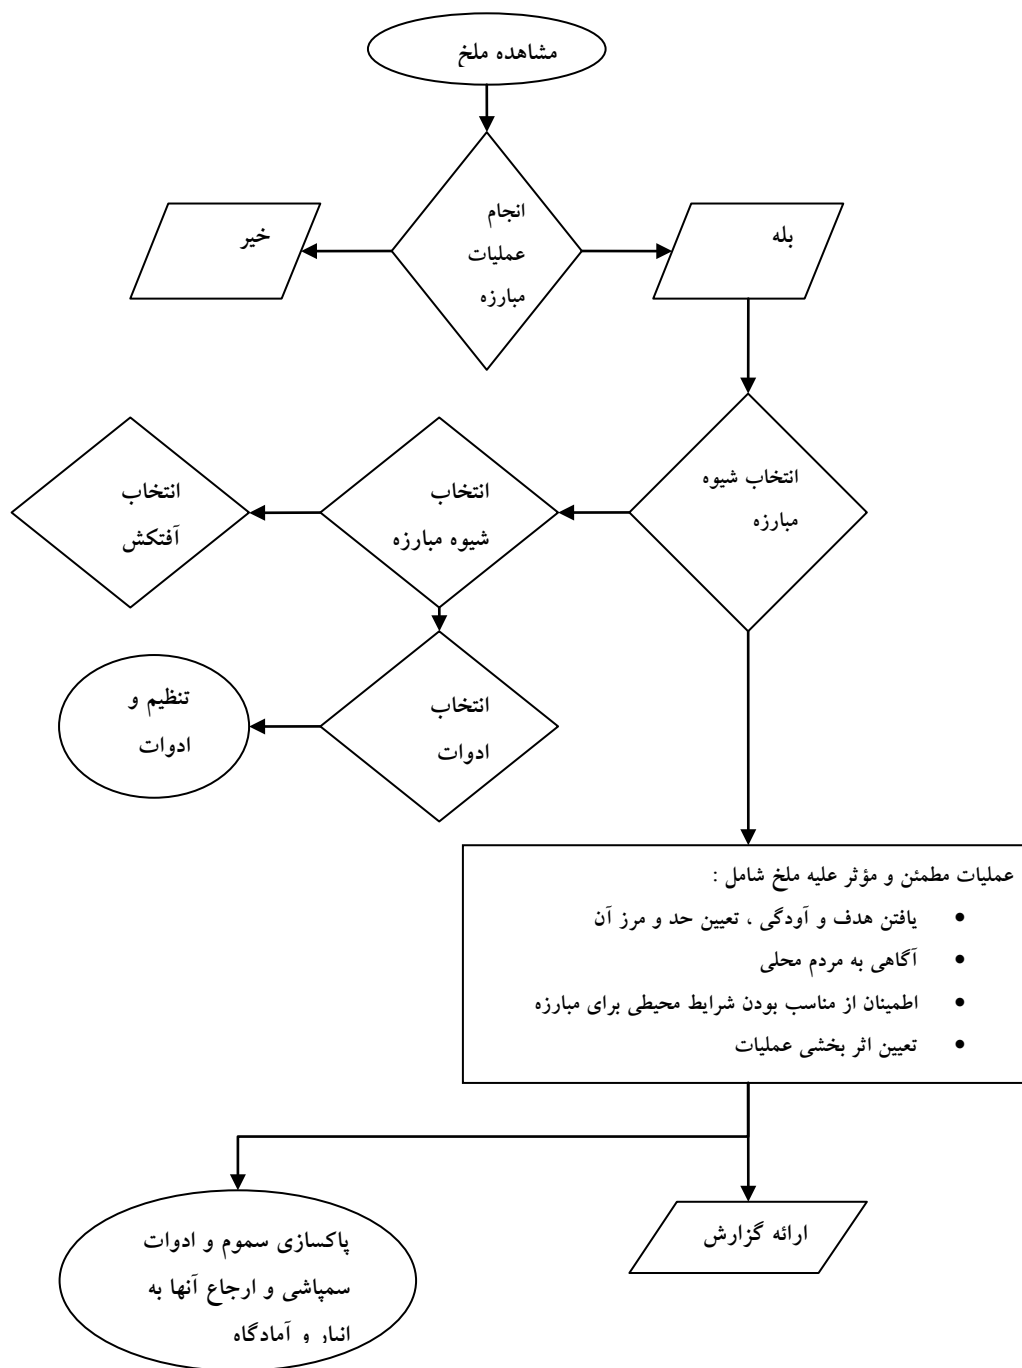 مشاهده ملخ
انجام
عملیات
مبارزه
خیر
بله
انتخاب شیوه
مبارزه
انتخاب
شیوه مبارزه
انتخاب
آفتکش
انتخاب
ادوات
تنظیم و
ادوات
عملیات مطمئن و مؤثر علیه ملخ شامل :
• یافتن هدف و آودگی ، تعیین حد و مرز آن
• آگاهی به مردم محلی
• اطمینان از مناسب بودن شرایط محیطی برای مبارزه
• تعیین اثر بخشی عملیات
ارائه گزارش
پاکسازی سموم و ادوات
سمپاشی و ارجاع آنها به
انبار و آمادگاه